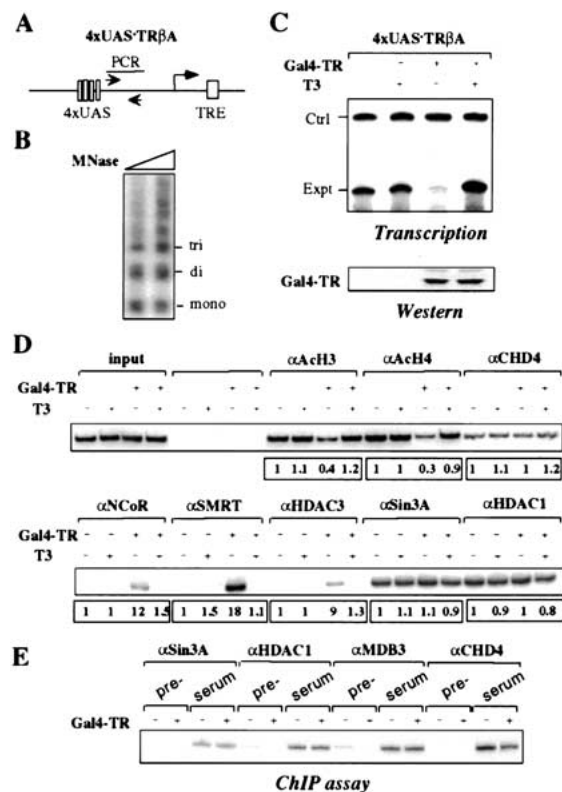 A
4xUAS·TRβA
PCR
4xUAS
TRE
B
MNase
tri
di
mono
C
4xUAS·TRβA
Gal4-TR - - + +
T3 - + - +
Ctrl
Expt
Transcription
Gal4-TR
Western
D
input αAcH3 αAcH4 αCHD4
Gal4-TR - - + + - - + + - - + + - - + + - - + +
T3 - + - + - + - + - + - + - + - + - + - +
1 1.1 0.4 1.2 1 1 0.3 0.9 1 1.1 1 1.2
αNCoR αSMRT αHDAC3 αSin3A αHDAC1
Gal4-TR - - + + - - + + - - + + - - + + - - + +
T3 - + - + - + - + - + - + - + - + - + - +
1 1 12 1.5 1 1.5 18 1.1 1 1 9 1.3 1 1.1 1.1 0.9 1 0.9 1 0.8
E
αSin3A αHDAC1 αMDB3 αCHD4
pre- serum pre- serum pre- serum pre- serum
Gal4-TR - + - + - + - + - + - + - + - +
ChIP assay